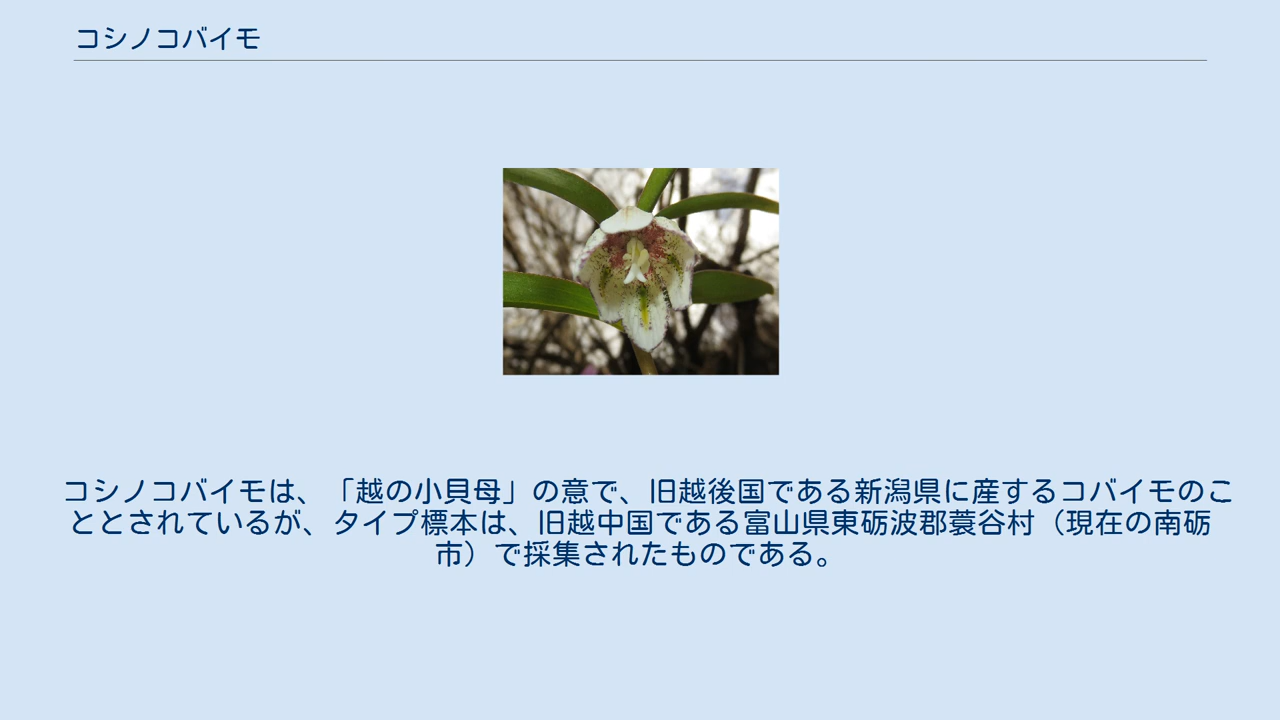 コシノコバイモ
コシノコバイモは、「越の小貝母」の意で、旧越後国である新潟県に産するコバイモのこ
ととされているが、タイプ標本は、旧越中国である富山県東砺波郡蓑谷村（現在の南砺
市）で採集されたものである。